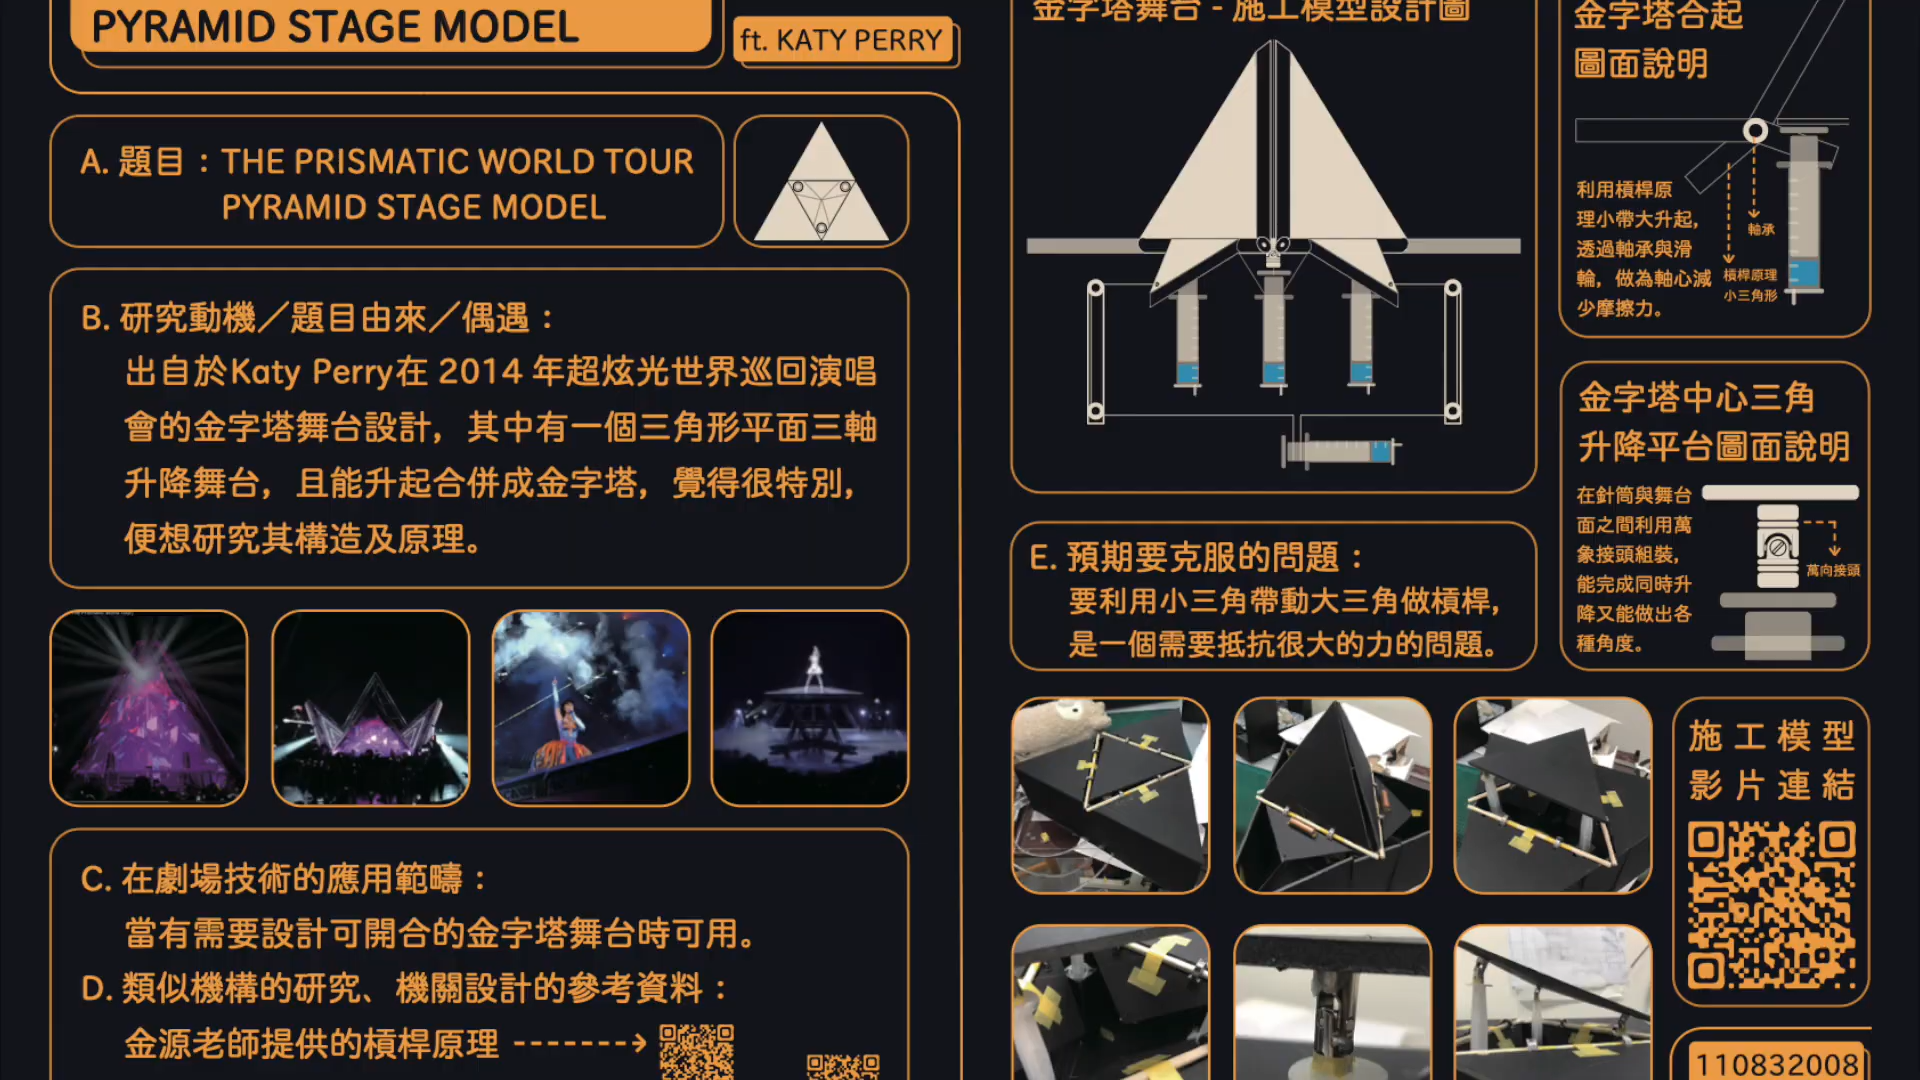 PYRAMID STAGE MODEL
ft. KATY PERRY
A. 題目：THE PRISMATIC WORLD TOUR
PYRAMID STAGE MODEL
B. 研究動機／題目由來／偶遇：
出自於Katy Perry在 2014 年超炫光世界巡回演唱
會的金字塔舞台設計，其中有一個三角形平面三軸
升降舞台，且能升起合併成金字塔，覺得很特別，
便想研究其構造及原理。
C. 在劇場技術的應用範疇：
當有需要設計可開合的金字塔舞台時可用。
D. 類似機構的研究、機關設計的參考資料：
金源老師提供的槓桿原理
金字塔舞台 - 施工模型設計圖
E. 預期要克服的問題：
要利用小三角帶動大三角做槓桿，
是一個需要抵抗很大的力的問題。
金字塔合起
圖面說明
利用槓桿原
理小帶大升起，
透過軸承與滑
輪，做為軸心減
少摩擦力。
軸承
槓桿原理
小三角形
金字塔中心三角
升降平台圖面說明
在針筒與舞台
面之間利用萬
象接頭組裝，
能完成同時升
降又能做出各
種角度。
萬向接頭
施工模型
影片連結
110832008